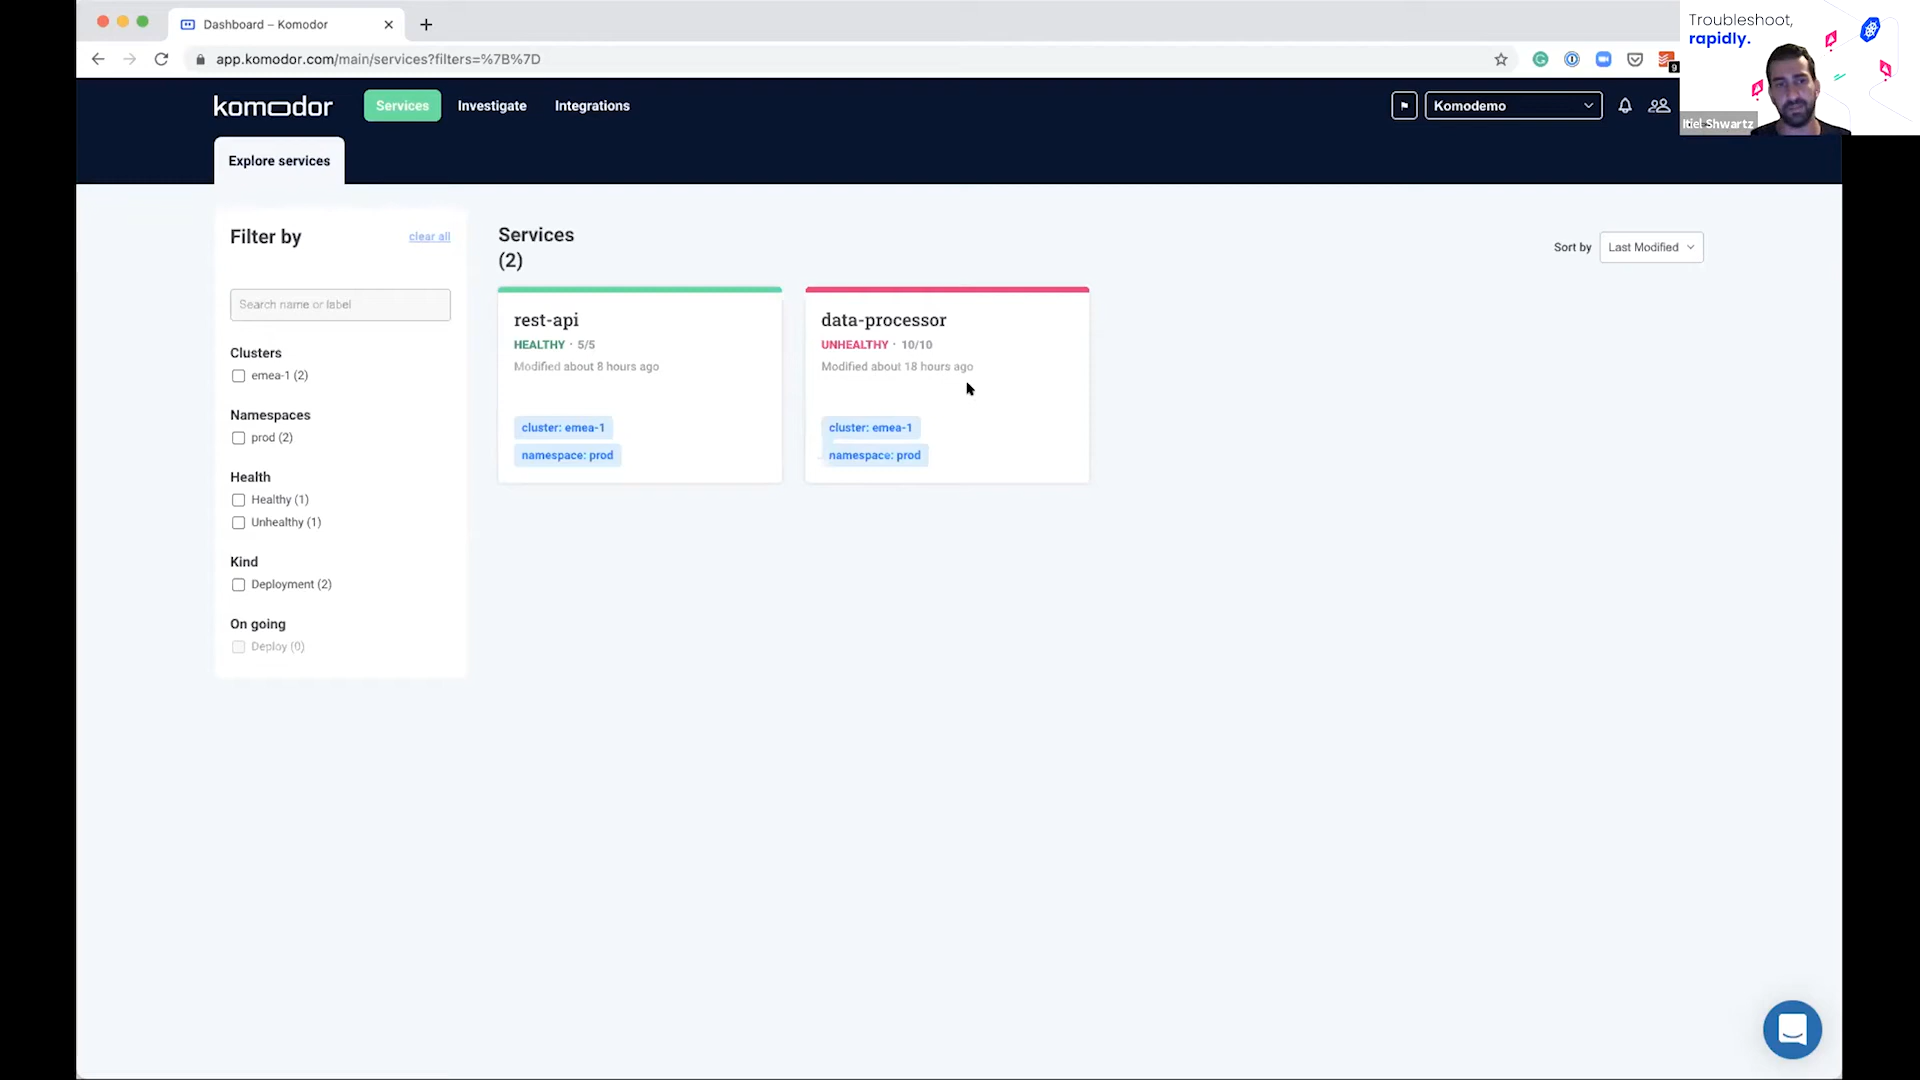 Dashboard – Komodor
app.komodor.com/main/services?filters=%7B%7D
9
Troubleshoot,
rapidly.
Itiel Shwartz
komodor
Services
Investigate
Integrations
Komodemo
Explore services
Filter by
clear all
Search name or label
Clusters
emea-1 (2)
Namespaces
prod (2)
Health
Healthy (1)
Unhealthy (1)
Kind
Deployment (2)
On going
Deploy (0)
Services
(2)
Sort by
Last Modified
rest-api
HEALTHY · 5/5
Modified about 8 hours ago
cluster: emea-1
namespace: prod
data-processor
UNHEALTHY · 10/10
Modified about 18 hours ago
cluster: emea-1
namespace: prod